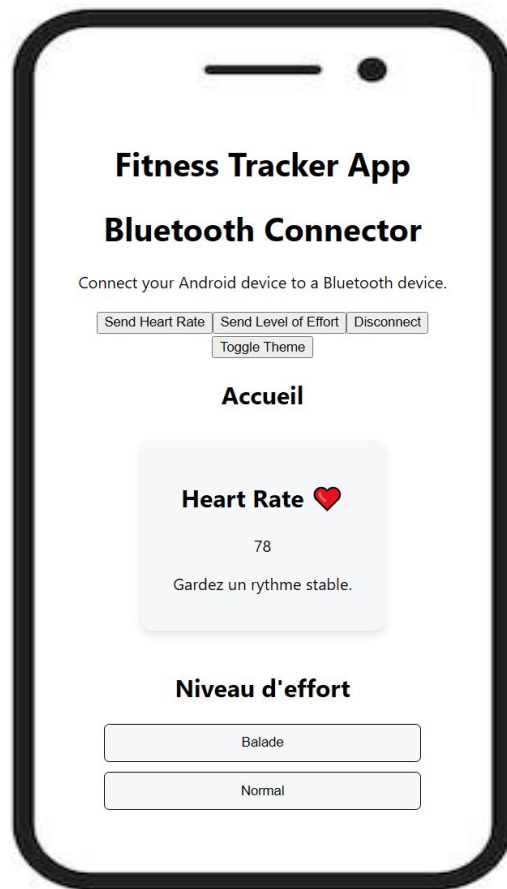 Fitness Tracker App
Bluetooth Connector
Connect your Android device to a Bluetooth device.
Send Heart Rate Send Level of Effort Disconnect
Toggle Theme
Accueil
Heart Rate ❤️
78
Gardez un rythme stable.
Niveau d'effort
Balade
Normal